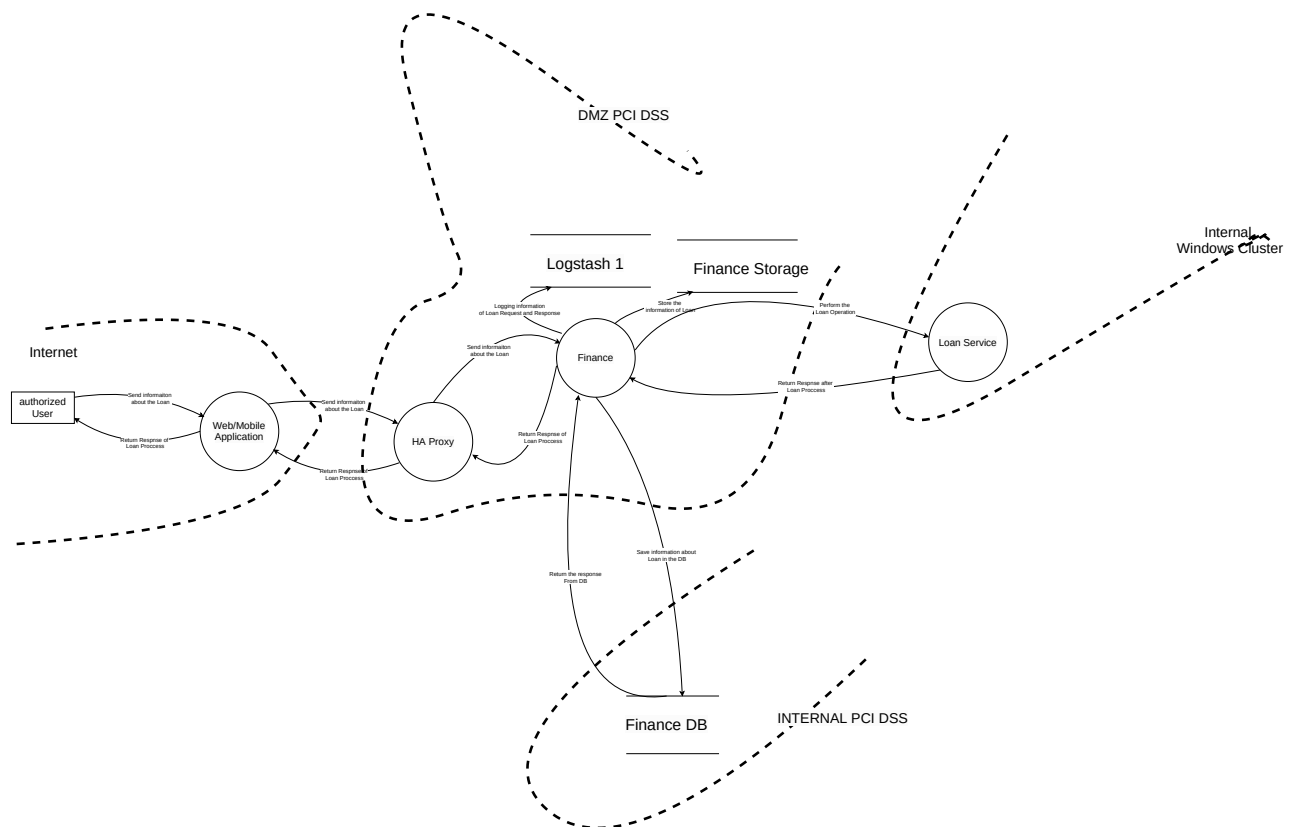 DMZ PCI DSS
Internal
Windows Cluster
Logstash 1
Finance Storage
Logging information
of Loan Request and Response
Store the
information of Loan
Perform the
Loan Operation
Internet
Send informaiton
about the Loan
Finance
Loan Service
Return Respnse after
Loan Proccess
authorized
User
Send informaiton
about the Loan
Send informaiton
about the Loan
Web/Mobile
Application
HA Proxy
Return Respnse of
Loan Proccess
Return Respnse of
Loan Proccess
Return Respnse of
Loan Proccess
Save information about
Loan in the DB
Return the response
From DB
Finance DB
INTERNAL PCI DSS